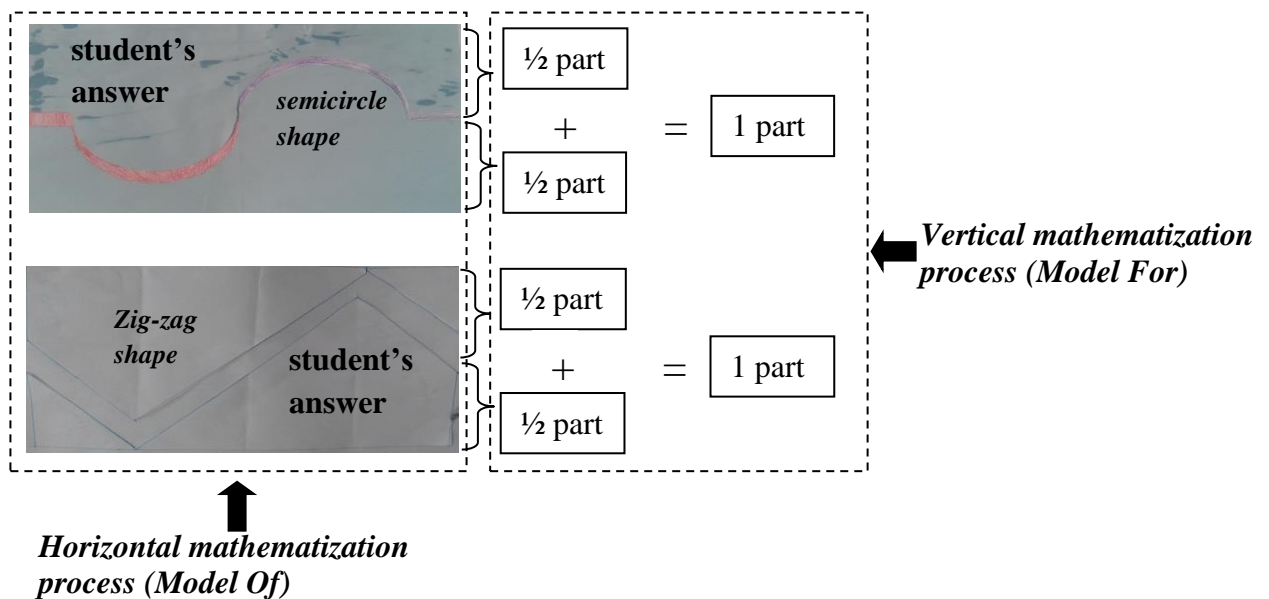 student's
answer
semicircle
shape
½ part
+
½ part
=
1 part
Zig-zag
shape
student's
answer
½ part
+
½ part
=
1 part
Vertical mathematization
process (Model For)
Horizontal mathematization
process (Model Of)